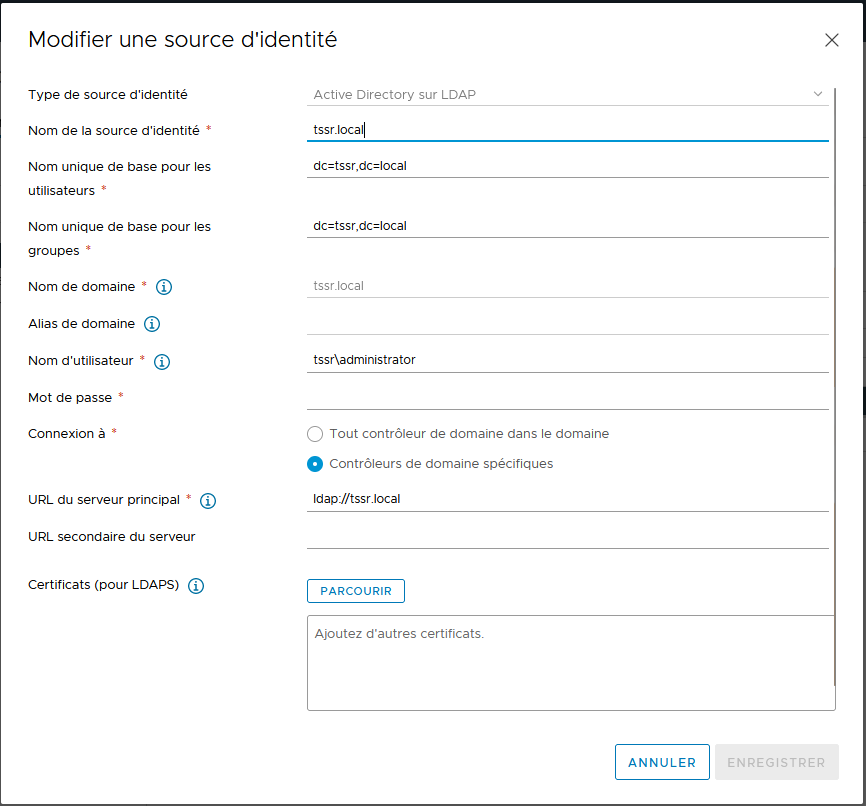 Modifier une source d'identité
Type de source d'identité
Active Directory sur LDAP
Nom de la source d'identité *
tssr.local
Nom unique de base pour les
utilisateurs *
dc=tssr,dc=local
Nom unique de base pour les
groupes *
dc=tssr,dc=local
Nom de domaine *
tssr.local
Alias de domaine
Nom d'utilisateur *
tssr\administrator
Mot de passe *
Connexion à *
Tout contrôleur de domaine dans le domaine
Contrôleurs de domaine spécifiques
URL du serveur principal *
ldap://tssr.local
URL secondaire du serveur
Certificats (pour LDAPS)
PARCOURIR
Ajoutez d'autres certificats.
ANNULER
ENREGISTRER